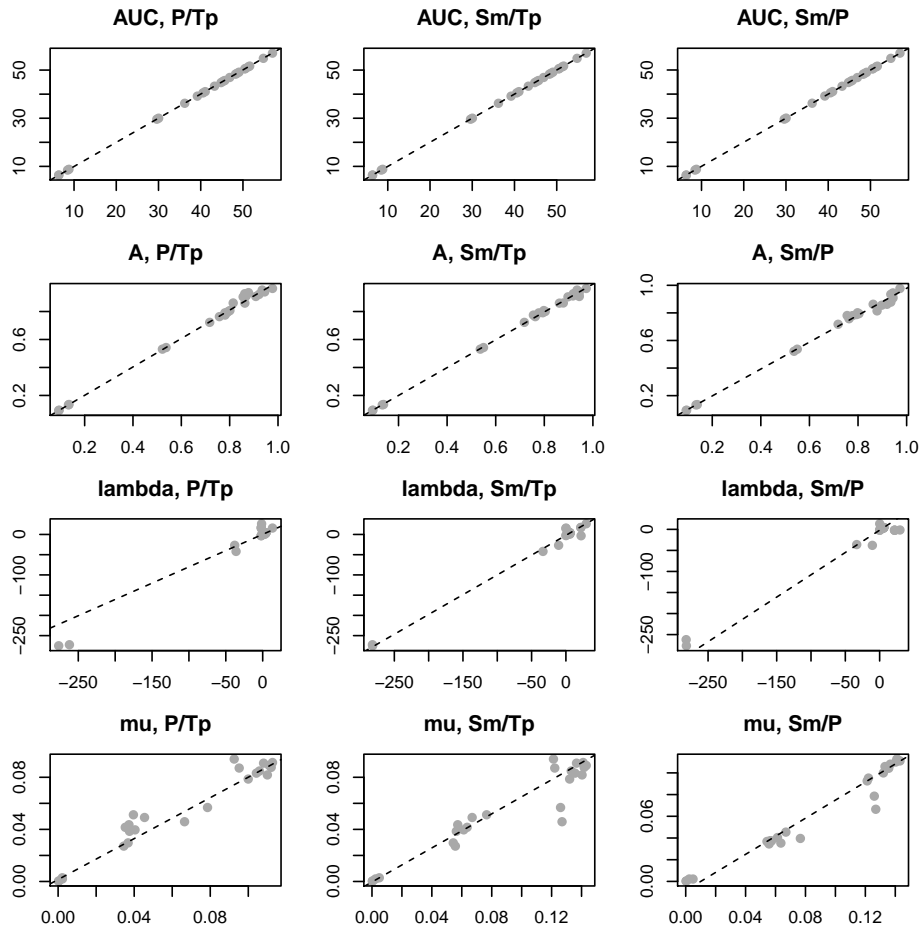 AUC, P/Tp AUC, Sm/Tp AUC, Sm/P
10 30 50 10 30 50 10 30 50
10 20 30 40 50 10 20 30 40 50 10 20 30 40 50
A, P/Tp A, Sm/Tp A, Sm/P
0.2 0.6 0.2 0.6 0.2 0.6 1.0
0.2 0.4 0.6 0.8 1.0 0.2 0.4 0.6 0.8 1.0 0.2 0.4 0.6 0.8 1.0
lambda, P/Tp lambda, Sm/Tp lambda, Sm/P
−250 −100 0 −250 −100 0 −250 −100 0
−250 −150 −50 0 −250 −150 −50 0 −250 −150 −50 0
mu, P/Tp mu, Sm/Tp mu, Sm/P
0.00 0.04 0.08 0.00 0.04 0.08 0.00 0.06
0.00 0.04 0.08 0.00 0.04 0.08 0.12 0.00 0.04 0.08 0.12